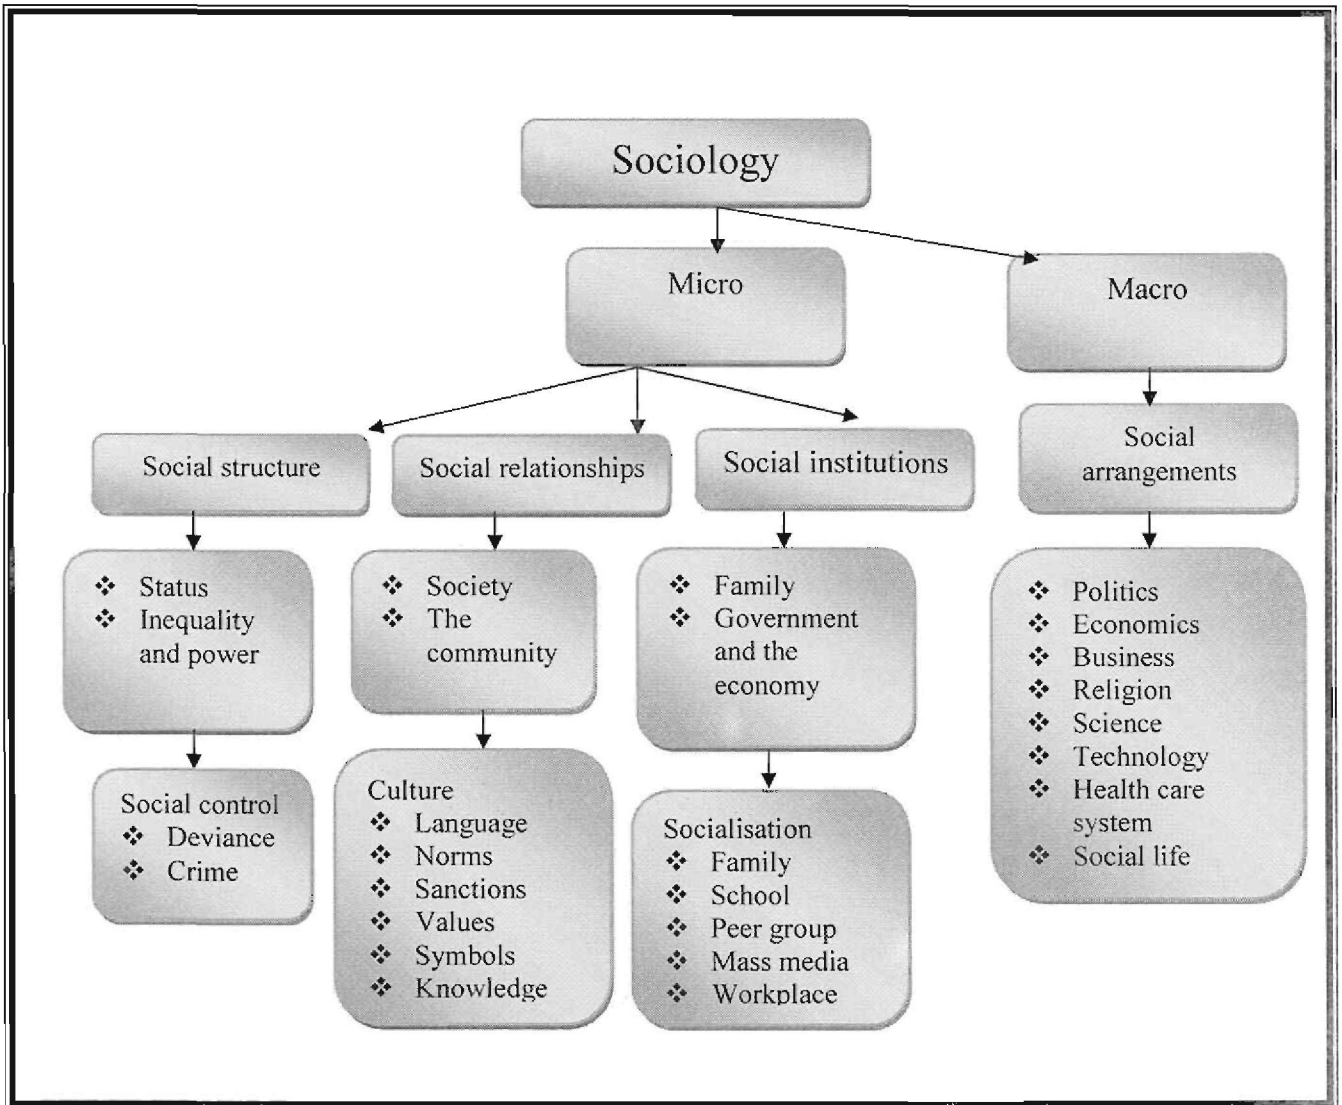 Sociology
Micro
Macro
Social structure
Social relationships
Social institutions
Social
arrangements
❖ Status
❖ Inequality
and power
❖ Society
❖ The
community
❖ Family
❖ Government
and the
economy
❖ Politics
❖ Economics
❖ Business
❖ Religion
❖ Science
❖ Technology
❖ Health care
system
❖ Social life
Social control
❖ Deviance
❖ Crime
Culture
❖ Language
❖ Norms
❖ Sanctions
❖ Values
❖ Symbols
❖ Knowledge
Socialisation
❖ Family
❖ School
❖ Peer group
❖ Mass media
❖ Workplace